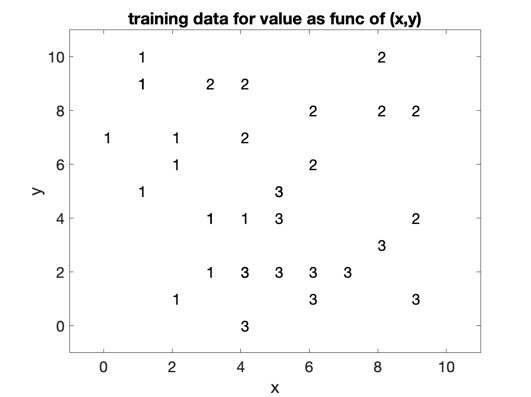 training data for value as func of (x,y)
10 1 2
1 2 2
8 2 2 2
1 1 2
6 1 2
1 3
y
4 1 1 3 2
3
2 1 3 3 3 3
1 3 3
0 3
0 2 4 6 8 10
x